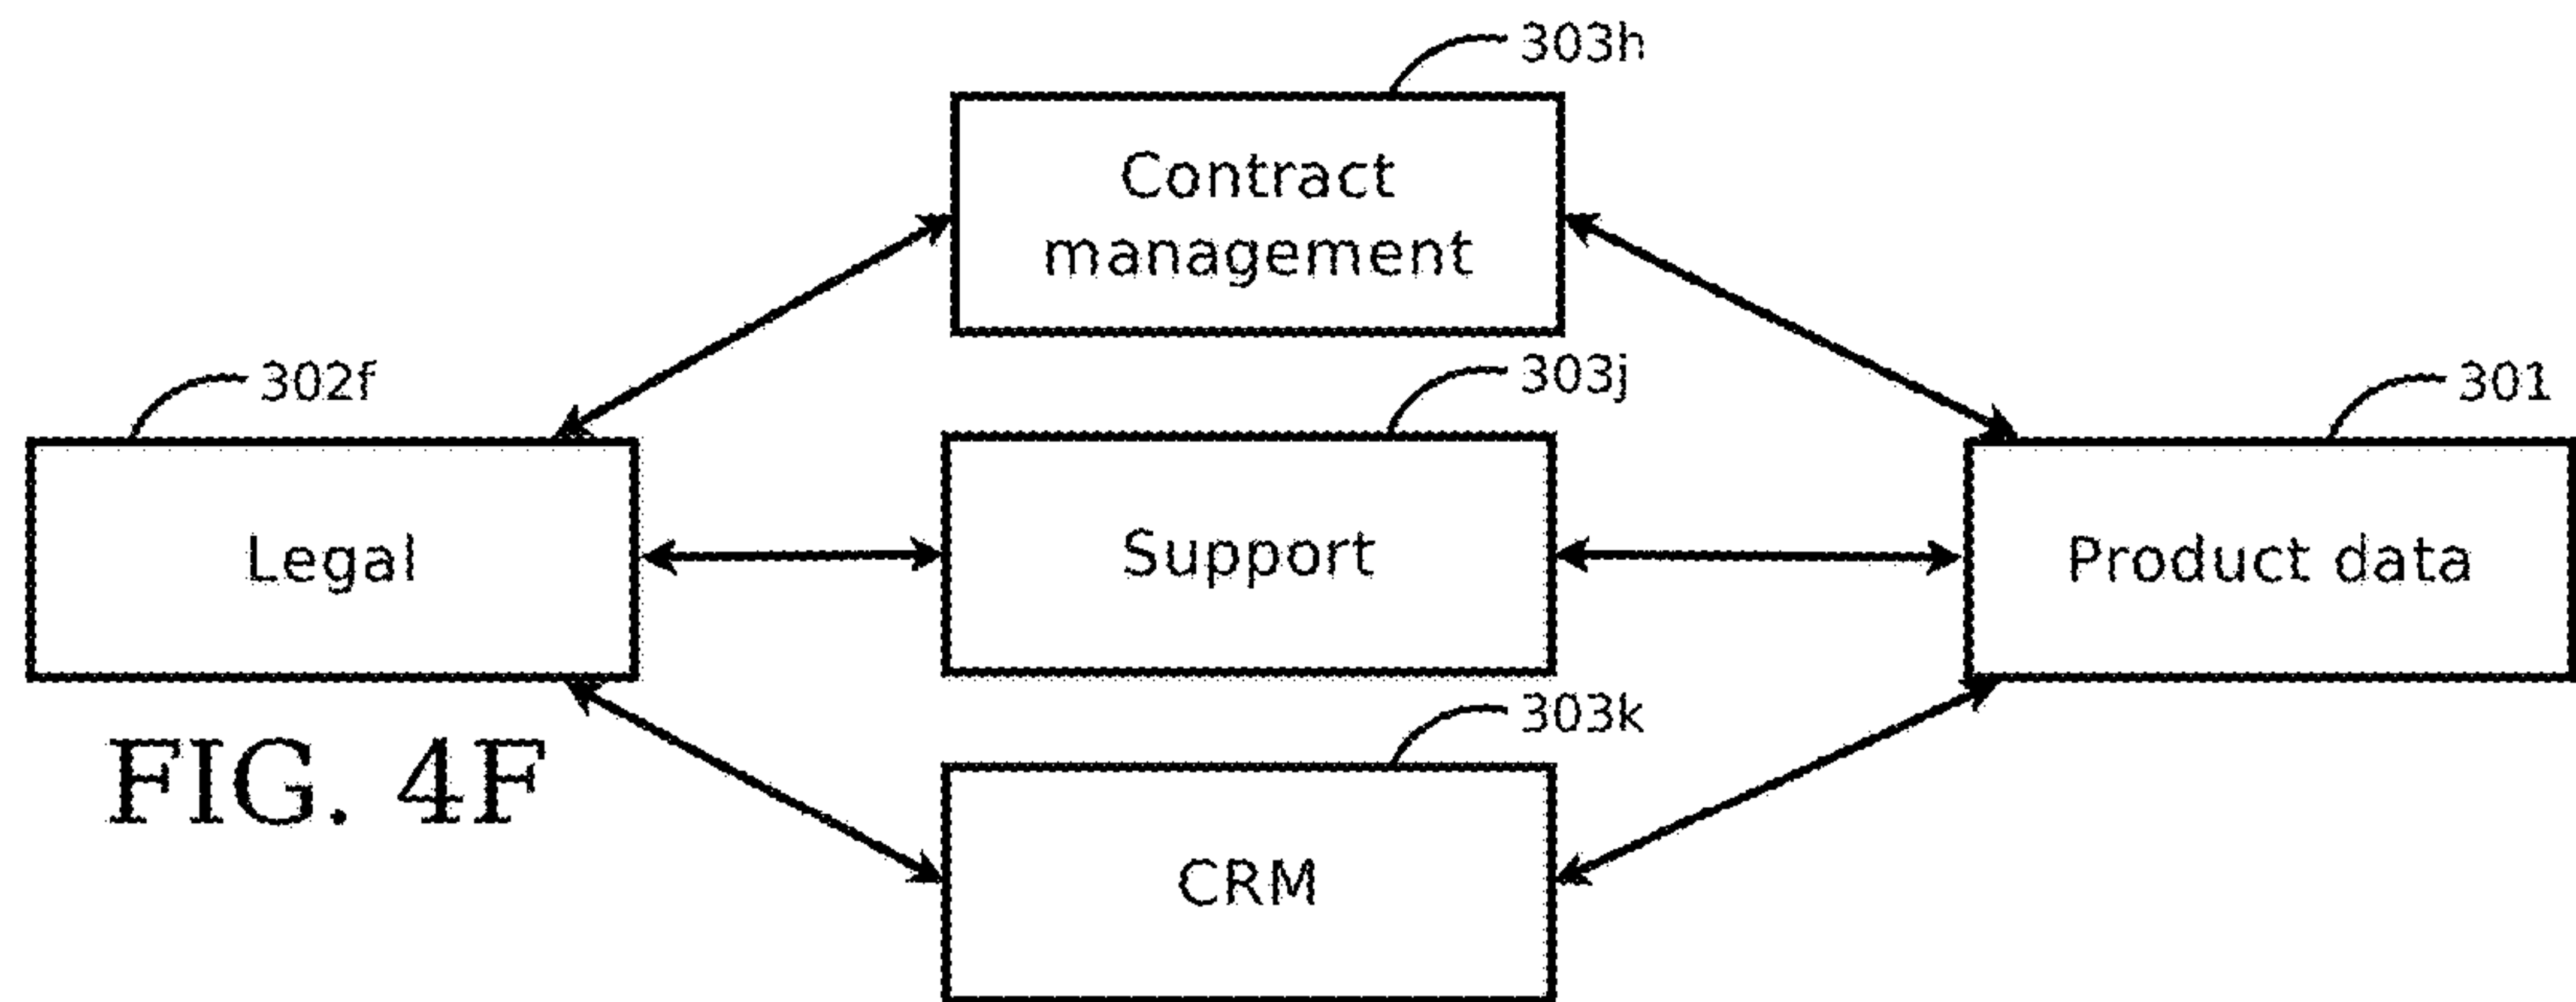 303h
Contract
management
302f
303j
301
Legal
Support
Product data
303k
FIG. 4F
CRM